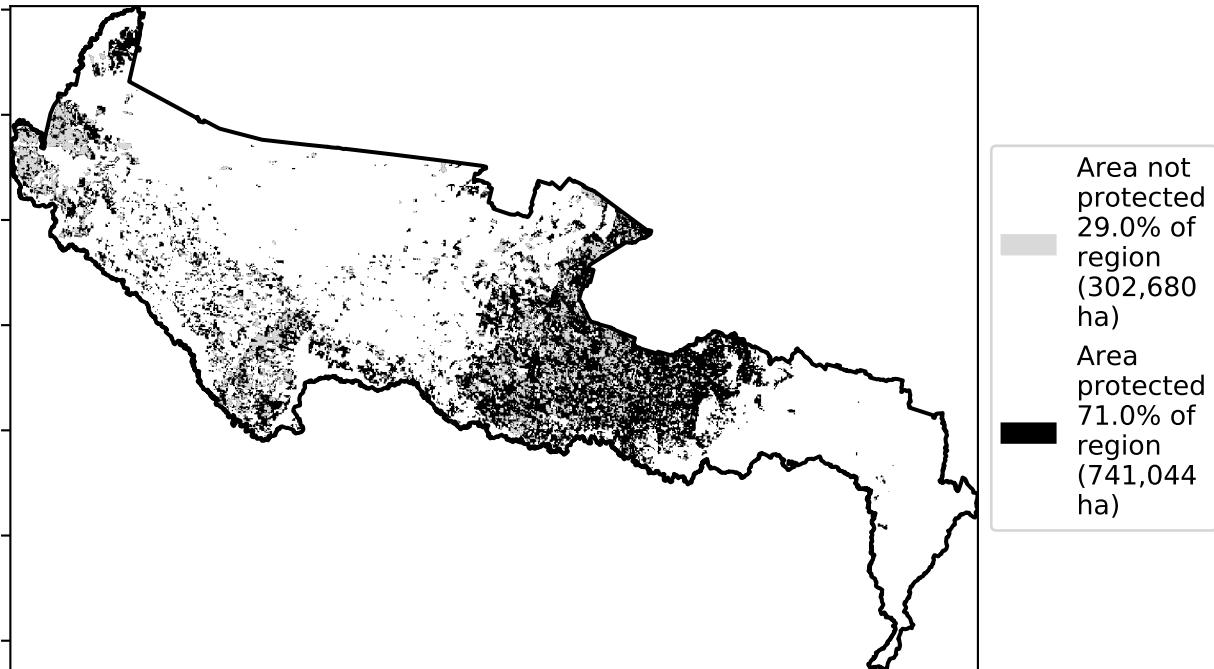 Area not
protected
29.0% of
region
(302,680
ha)
Area
protected
71.0% of
region
(741,044
ha)